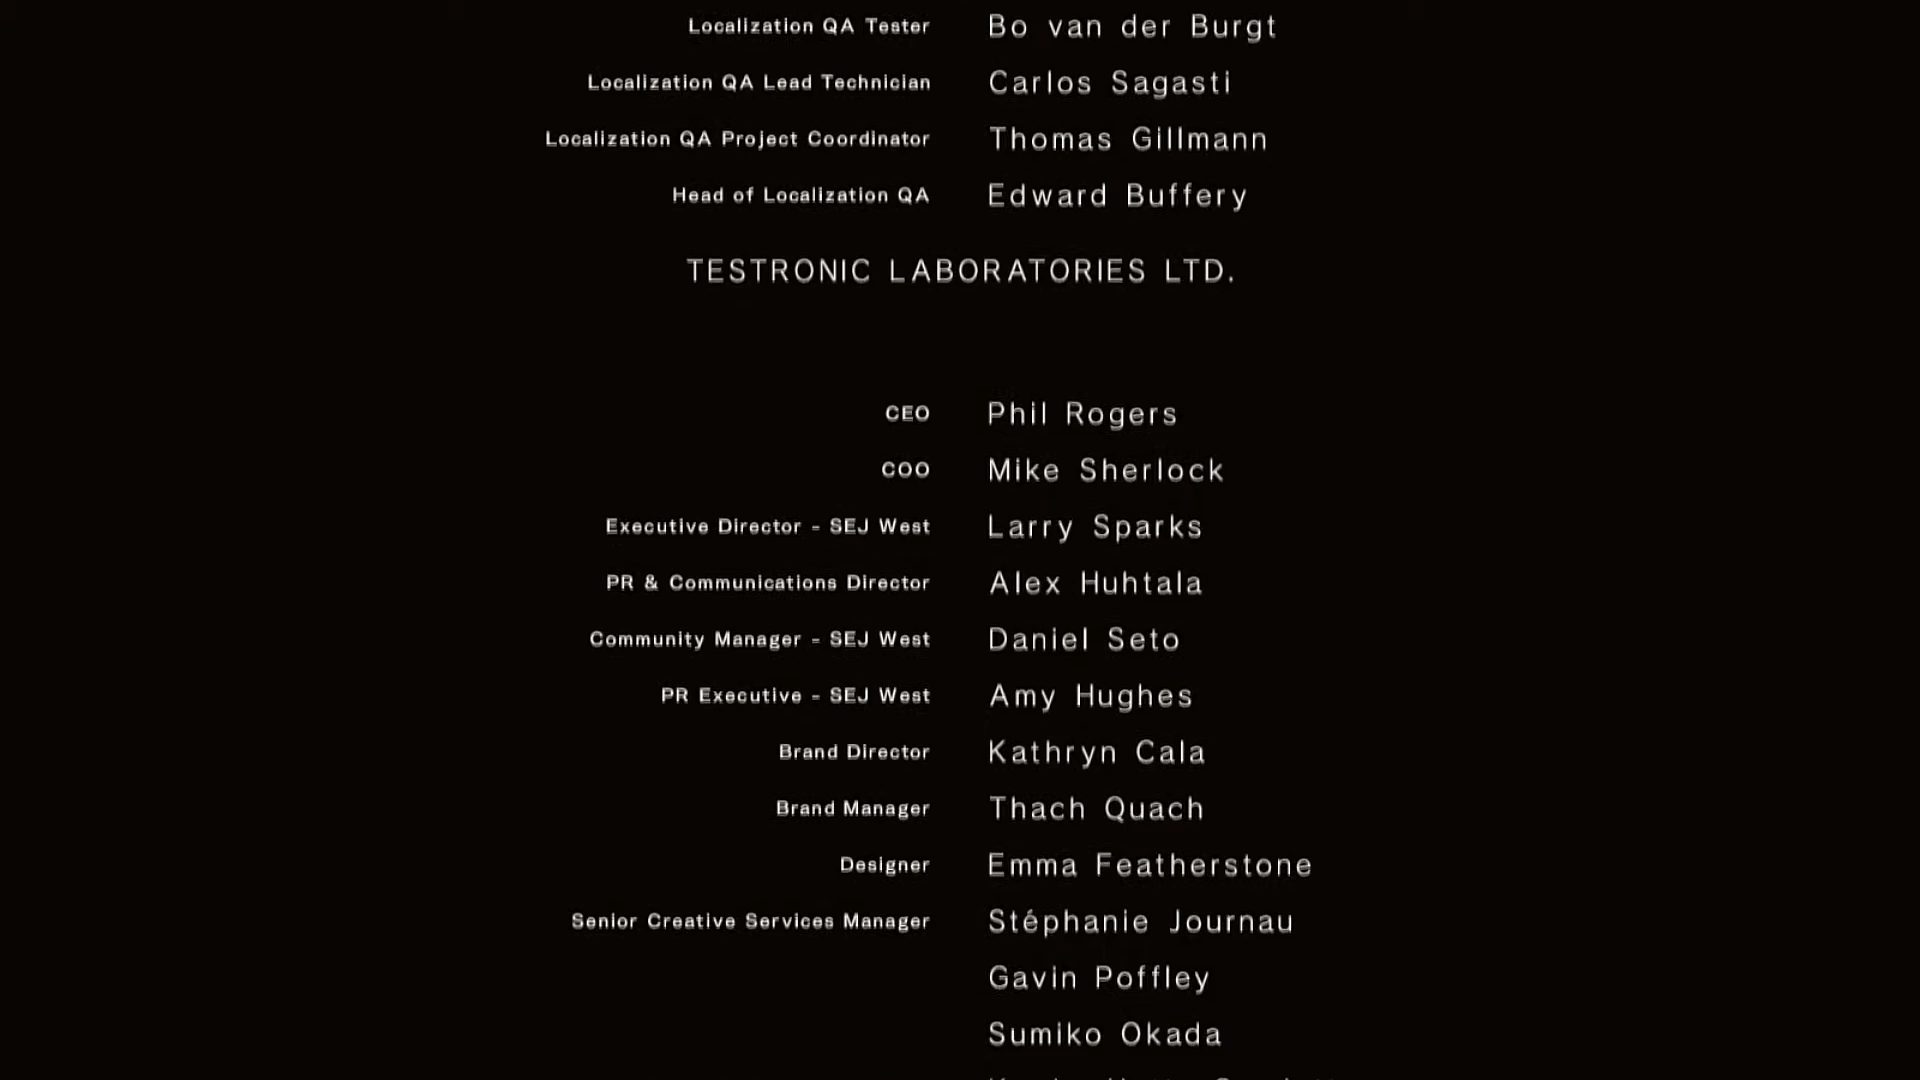 Localization QA Tester Bo van der Burgt
Localization QA Lead Technician Carlos Sagasti
Localization QA Project Coordinator Thomas Gillmann
Head of Localization QA Edward Buffery
TESTRONIC LABORATORIES LTD.
CEO Phil Rogers
COO Mike Sherlock
Executive Director - SEJ West Larry Sparks
PR & Communications Director Alex Huhtala
Community Manager - SEJ West Daniel Seto
PR Executive - SEJ West Amy Hughes
Brand Director Kathryn Cala
Brand Manager Thach Quach
Designer Emma Featherstone
Senior Creative Services Manager Stéphanie Journau
Gavin Poffley
Sumiko Okada